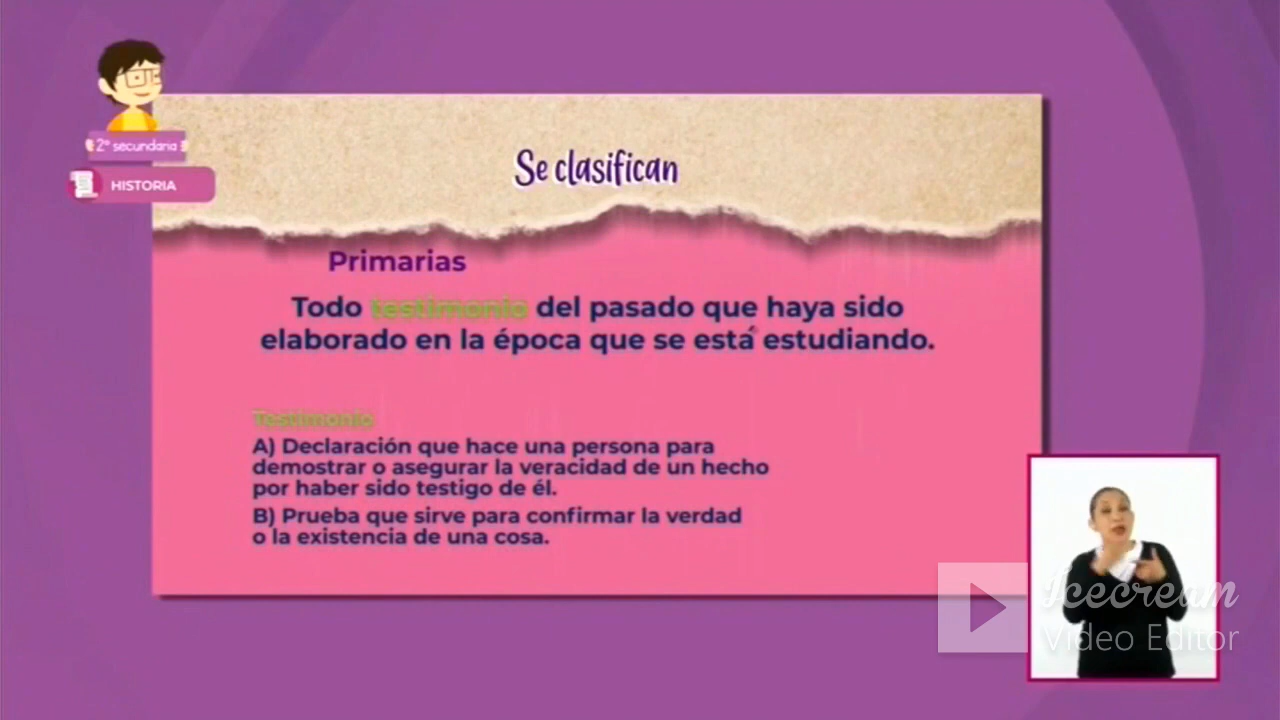 2° secundaria
HISTORIA
Se clasifican
Primarias
Todo testimonio del pasado que haya sido
elaborado en la época que se está estudiando.
Testimonio
A) Declaración que hace una persona para
demostrar o asegurar la veracidad de un hecho
por haber sido testigo de él.
B) Prueba que sirve para confirmar la verdad
o la existencia de una cosa.
Icecream
Video Editor